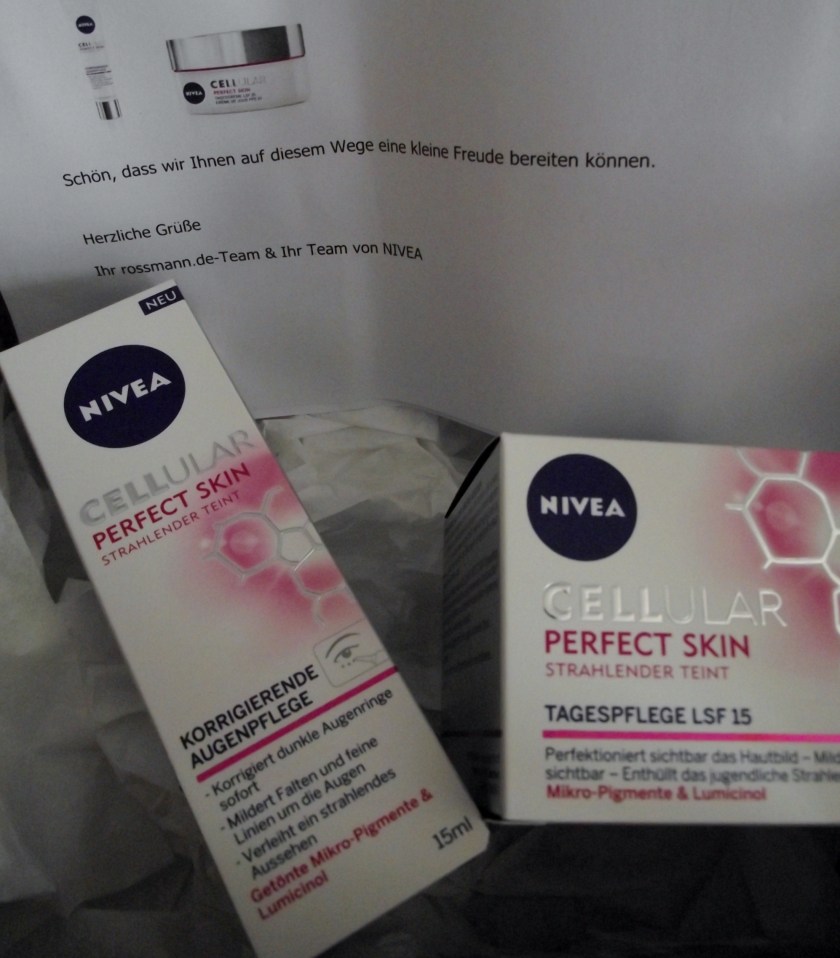 NIVEA
CELLULAR
PERFECT SKIN
NIVEA
Schön, dass wir Ihnen auf diesem Wege eine kleine Freude bereiten können.
Herzliche Grüße
Ihr rossmann.de-Team & Ihr Team von NIVEA
NEU
NIVEA
CELLULAR
PERFECT SKIN
STRAHLENDER TEINT
KORRIGIERENDE
AUGENPFLEGE
- Korrigiert dunkle Augenringe
sofort
- Mildert Falten und feine
Linien um die Augen
- Verleiht ein strahlendes
Aussehen
Getönte Mikro-Pigmente &
Lumicinol
15ml
NIVEA
CELLULAR
PERFECT SKIN
STRAHLENDER TEINT
TAGESPFLEGE LSF 15
Perfektioniert sichtbar das Hautbild – Mild
sichtbar – Enthüllt das jugendliche Strahle
Mikro-Pigmente & Lumicinol